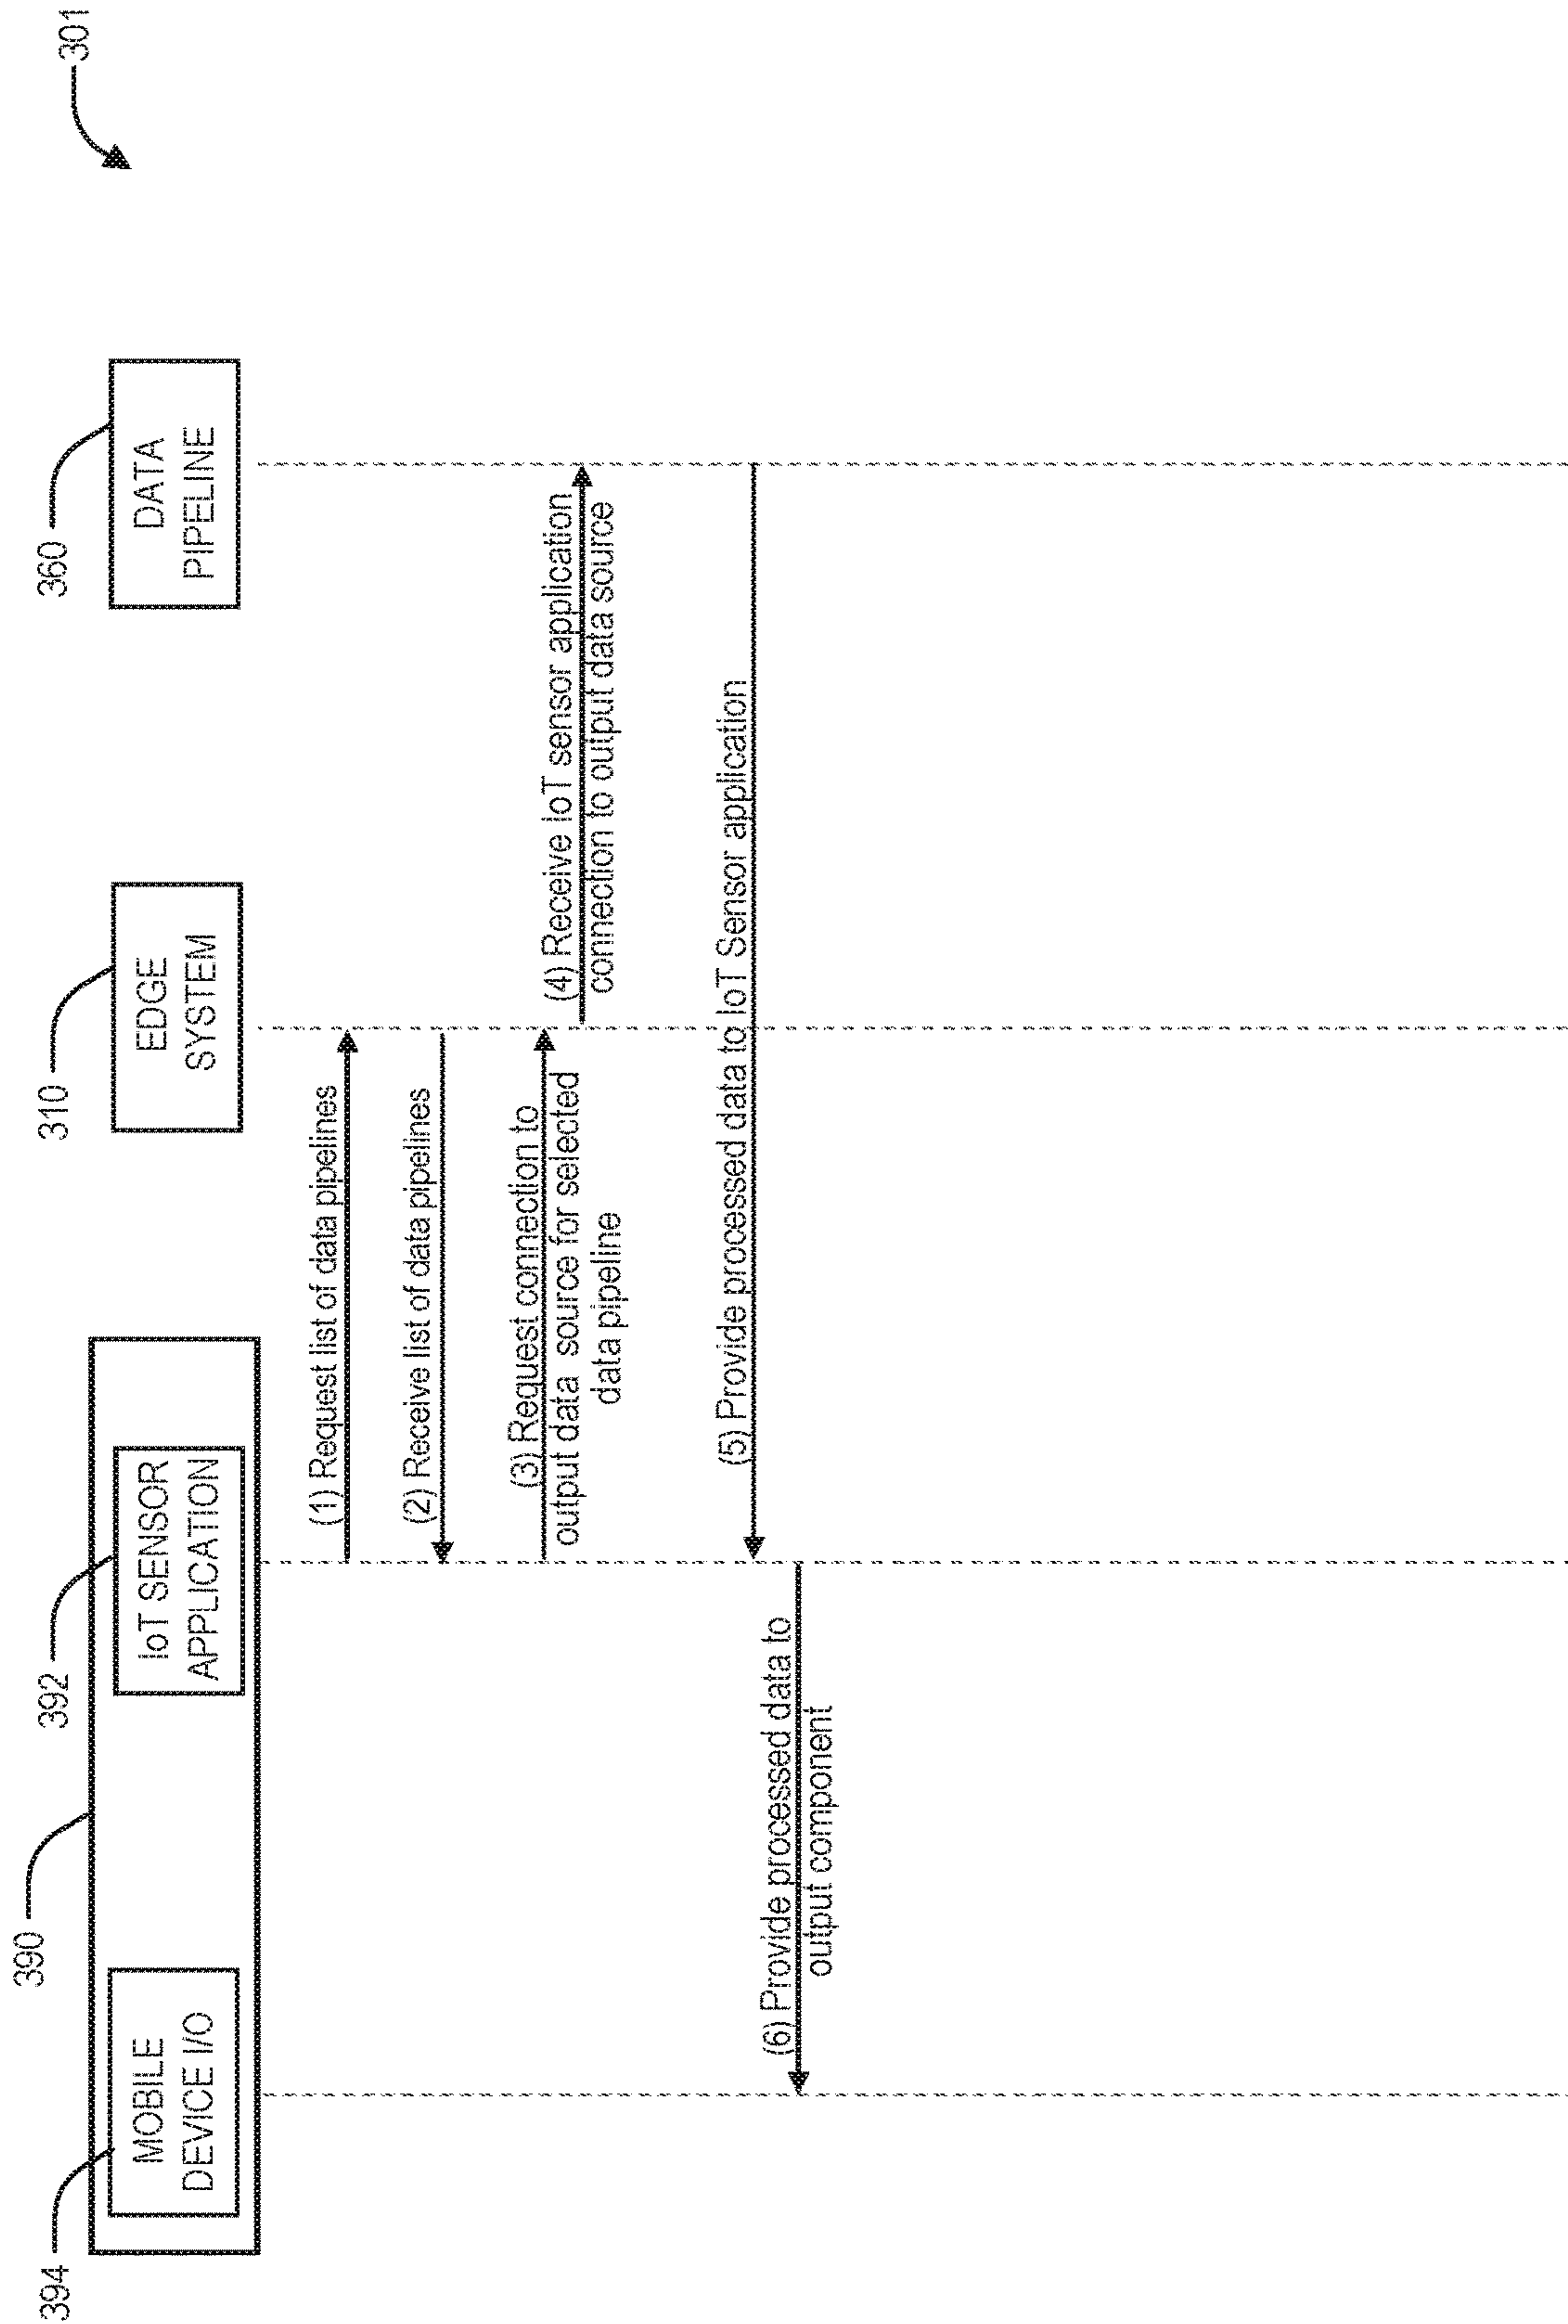 301
394
390
392
310
360
MOBILE
DEVICE I/O
IoT SENSOR
APPLICATION
EDGE
SYSTEM
DATA
PIPELINE
(1) Request list of data pipelines
(2) Receive list of data pipelines
(3) Request connection to
output data source for selected
data pipeline
(4) Receive IoT sensor application
connection to output data source
(5) Provide processed data to IoT Sensor application
(6) Provide processed data to
output component